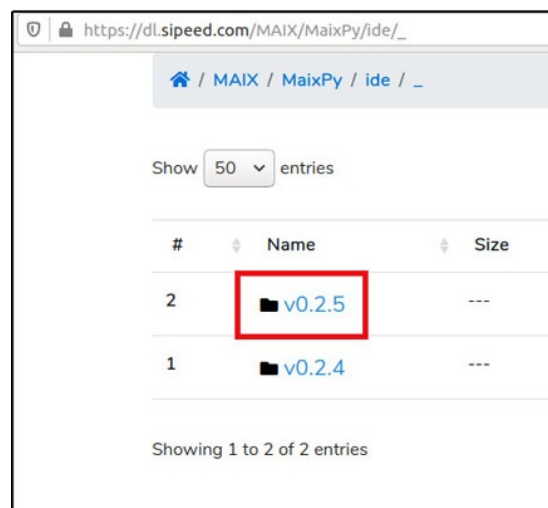 https://dl.sipeed.com/MAIX/MaixPy/ide/_
/ MAIX / MaixPy / ide / _
Show 50 entries
# Name Size
2 v0.2.5 ---
1 v0.2.4 ---
Showing 1 to 2 of 2 entries